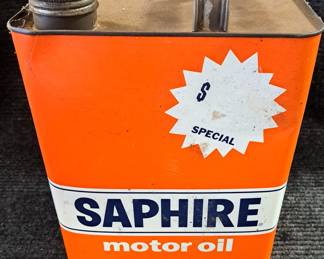 $
SPECIAL
SAPHIRE
motor oil